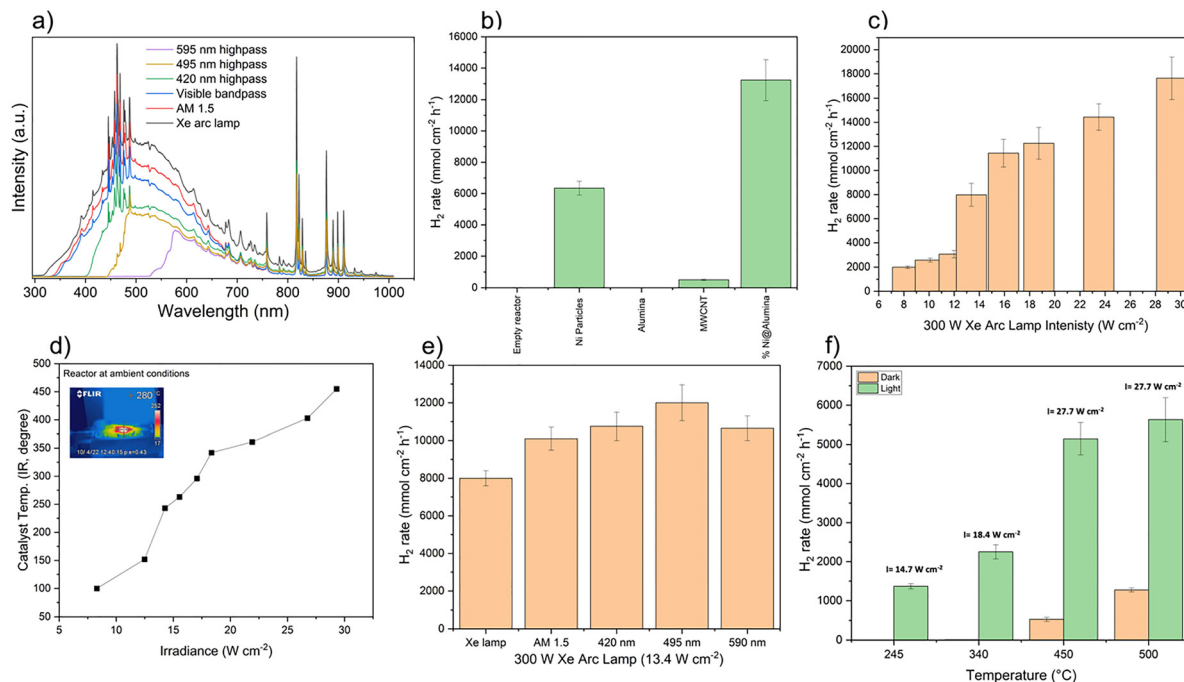 a)
595 nm highpass
495 nm highpass
420 nm highpass
Visible bandpass
AM 1.5
Xe arc lamp
Intensity (a.u.)
300 400 500 600 700 800 900 1000
Wavelength (nm)
b)
16000
14000
12000
10000
8000
6000
4000
2000
0
H2 rate (mmol cm-2 h-1)
Empty reactor
Ni Particles
Alumina
MWCNT
% Ni@Alumina
c)
20000
18000
16000
14000
12000
10000
8000
6000
4000
2000
0
H2 rate (mmol cm-2 h-1)
6 8 10 12 14 16 18 20 22 24 26 28 30
300 W Xe Arc Lamp Intenisty (W cm-2)
d)
500
450
400
350
300
250
200
150
100
50
Catalyst Temp. (IR, degree)
Reactor at ambient conditions
FLIR
280
252
17
5 10 15 20 25 30
Irradiance (W cm-2)
e)
14000
12000
10000
8000
6000
4000
2000
0
H2 rate (mmol cm-2 h-1)
Xe lamp AM 1.5 420 nm 495 nm 590 nm
300 W Xe Arc Lamp (13.4 W cm-2)
f)
7000
6000
5000
4000
3000
2000
1000
0
H2 rate (mmol cm-2 h-1)
Dark
Light
I= 14.7 W cm-2
I= 18.4 W cm-2
I= 27.7 W cm-2
I= 27.7 W cm-2
245 340 450 500
Temperature (°C)